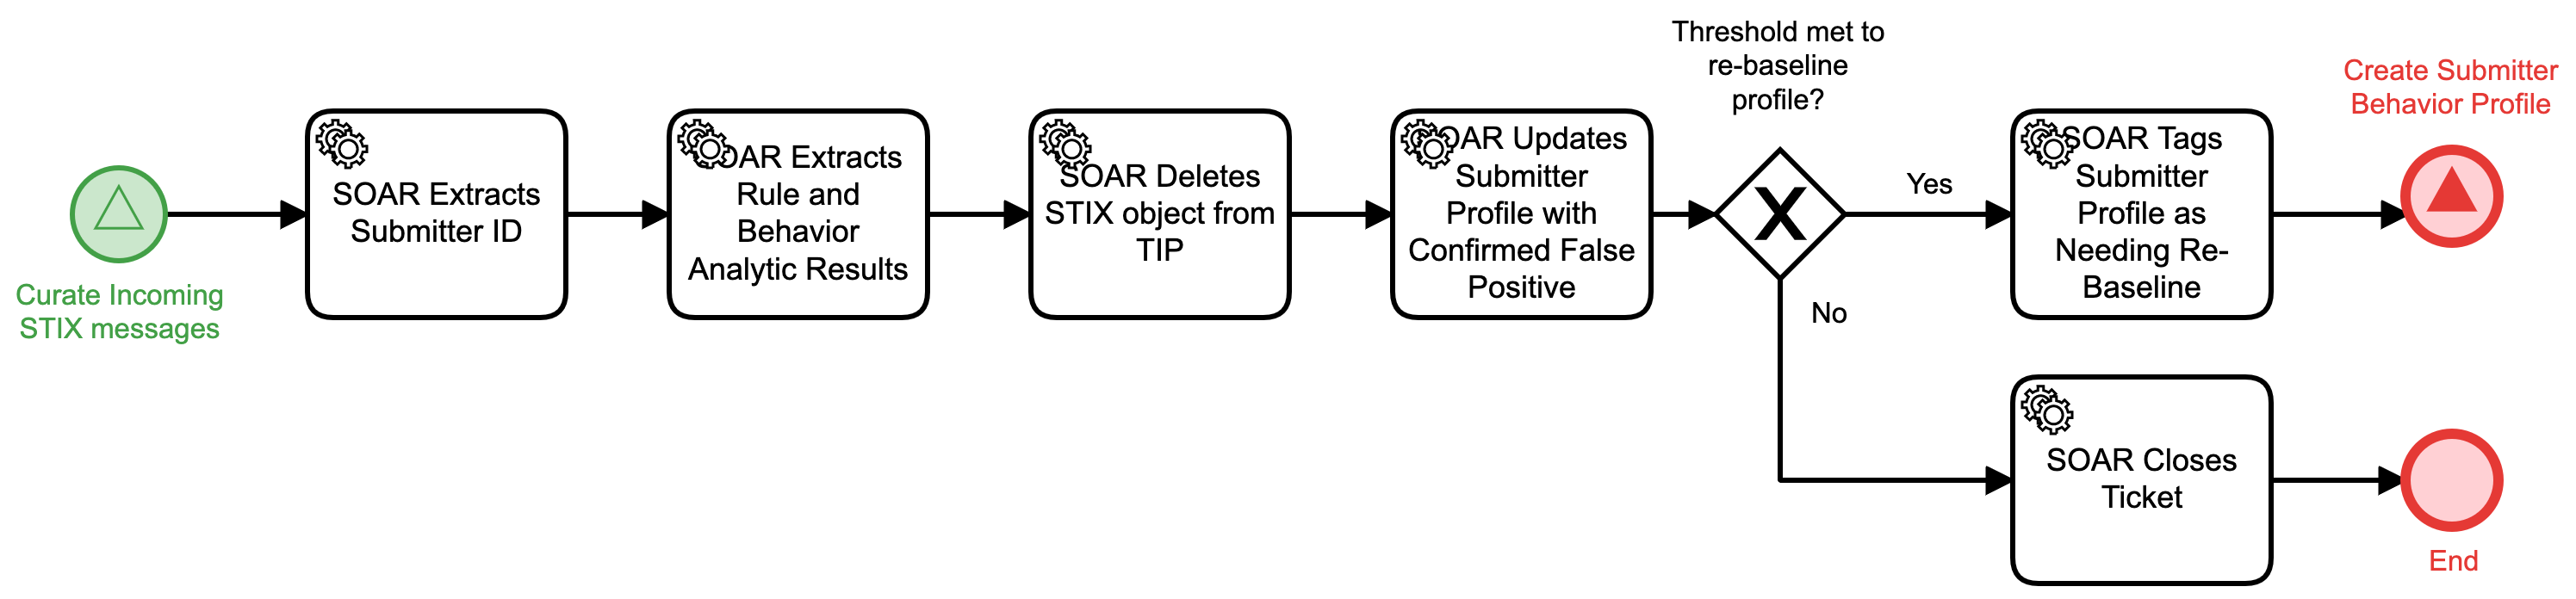 Curate Incoming
STIX messages
SOAR Extracts
Submitter ID
SOAR Extracts
Rule and
Behavior
Analytic Results
SOAR Deletes
STIX object from
TIP
SOAR Updates
Submitter
Profile with
Confirmed False
Positive
Threshold met to
re-baseline
profile?
X
Yes
No
SOAR Tags
Submitter
Profile as
Needing Re-
Baseline
Create Submitter
Behavior Profile
SOAR Closes
Ticket
End